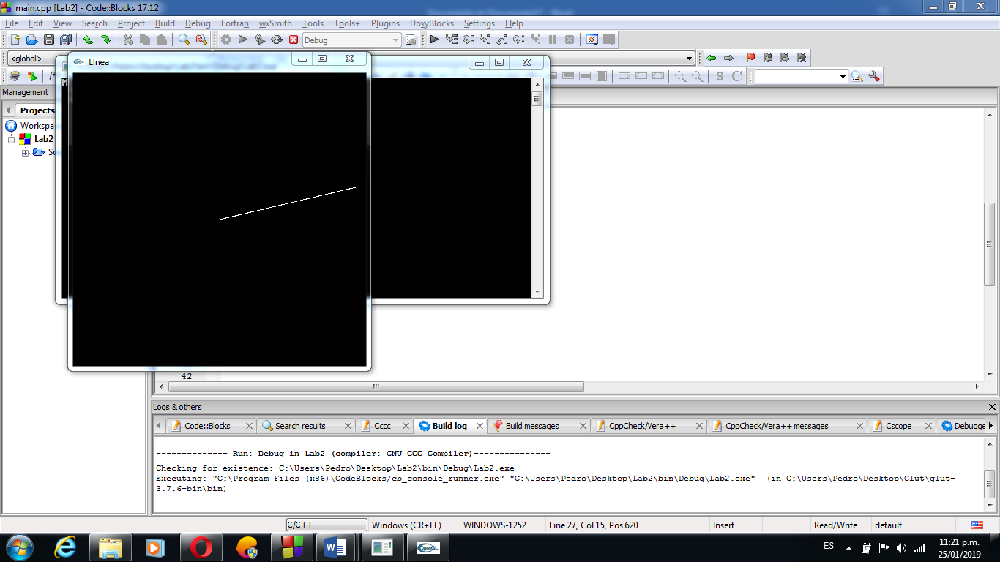 main.cpp [Lab2] - Code::Blocks 17.12
File Edit View Search Project Build Debug Fortran wxSmith Tools Tools+ Plugins DoxyBlocks Settings Help
Debug
<global>
Línea
S C
Management
Projects
Workspa
Lab2
So
42
Logs & others
Code::Blocks Search results Cccc Build log Build messages CppCheck/Vera++ CppCheck/Vera++ messages Cscope Debugge
-------------- Run: Debug in Lab2 (compiler: GNU GCC Compiler)---------------
Checking for existence: C:\Users\Pedro\Desktop\Lab2\bin\Debug\Lab2.exe
Executing: "C:\Program Files (x86)\CodeBlocks/cb_console_runner.exe" "C:\Users\Pedro\Desktop\Lab2\bin\Debug\Lab2.exe"  (in C:\Users\Pedro\Desktop\Glut\glut-
3.7.6-bin\bin)
C/C++ Windows (CR+LF) WINDOWS-1252 Line 27, Col 15, Pos 620 Insert Read/Write default
OpenGL
ES
11:21 p.m.
25/01/2019